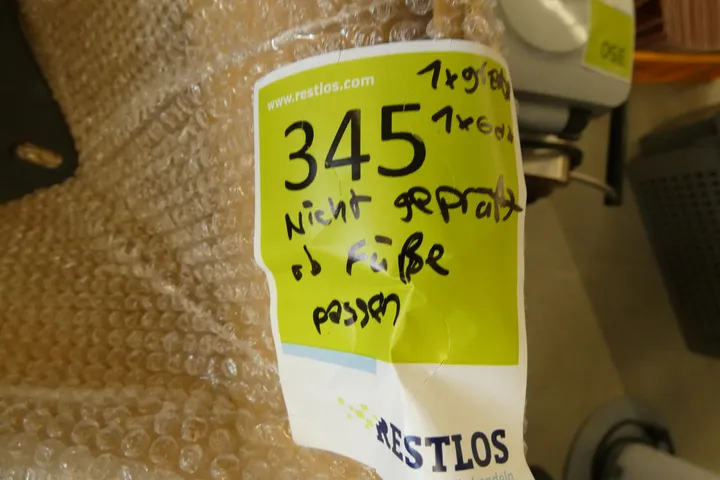 www.restlos.com
345
Nicht geprüft
ob Füße
passen
RESTLOS